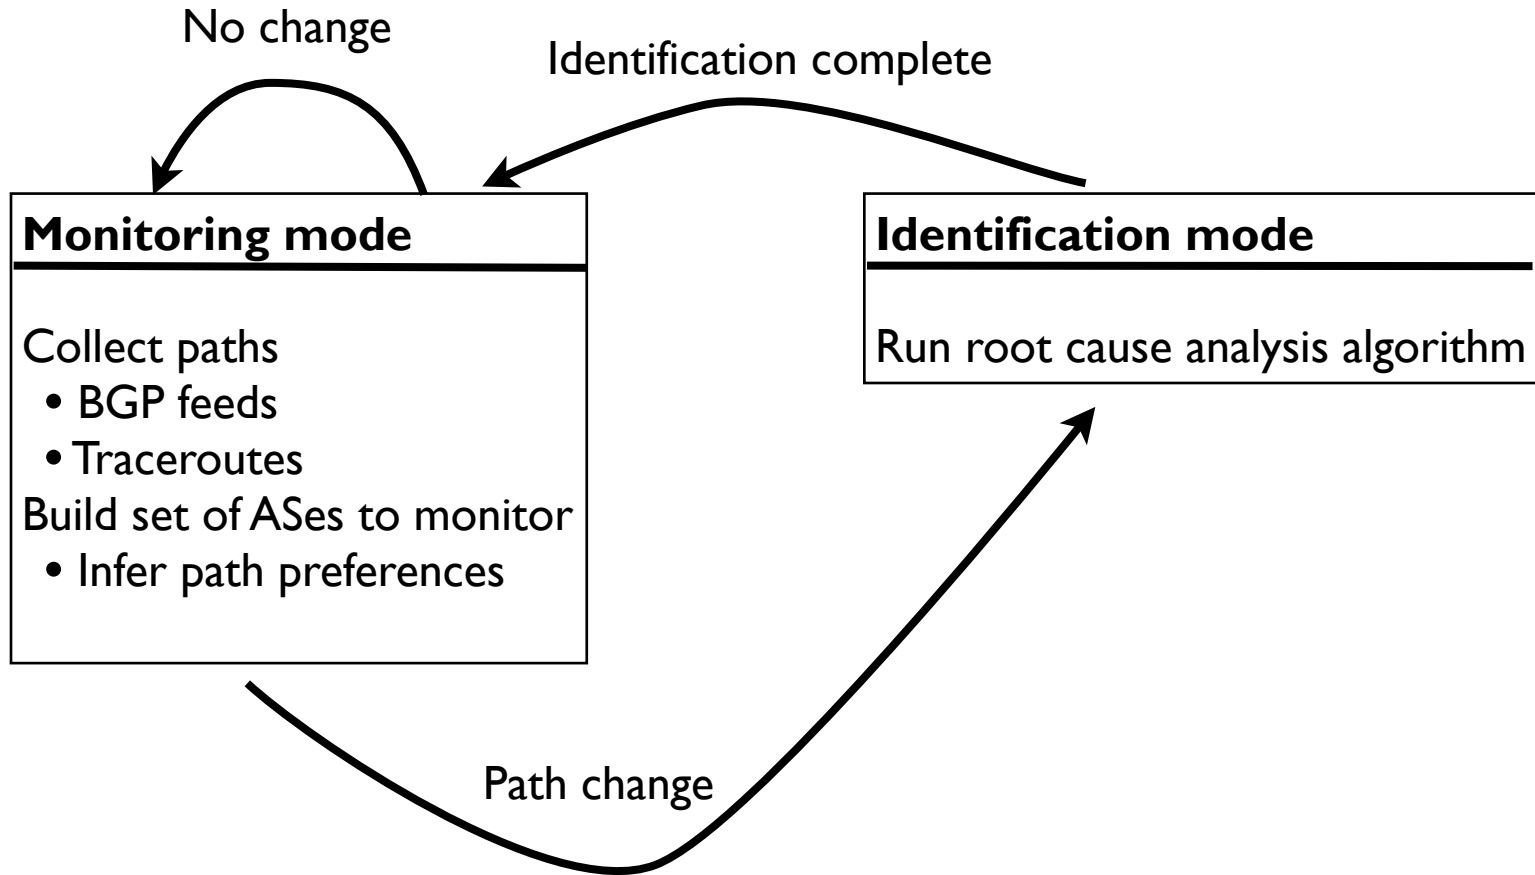 No change
Identification complete
Monitoring mode
Collect paths
• BGP feeds
• Traceroutes
Build set of ASes to monitor
• Infer path preferences
Identification mode
Run root cause analysis algorithm
Path change